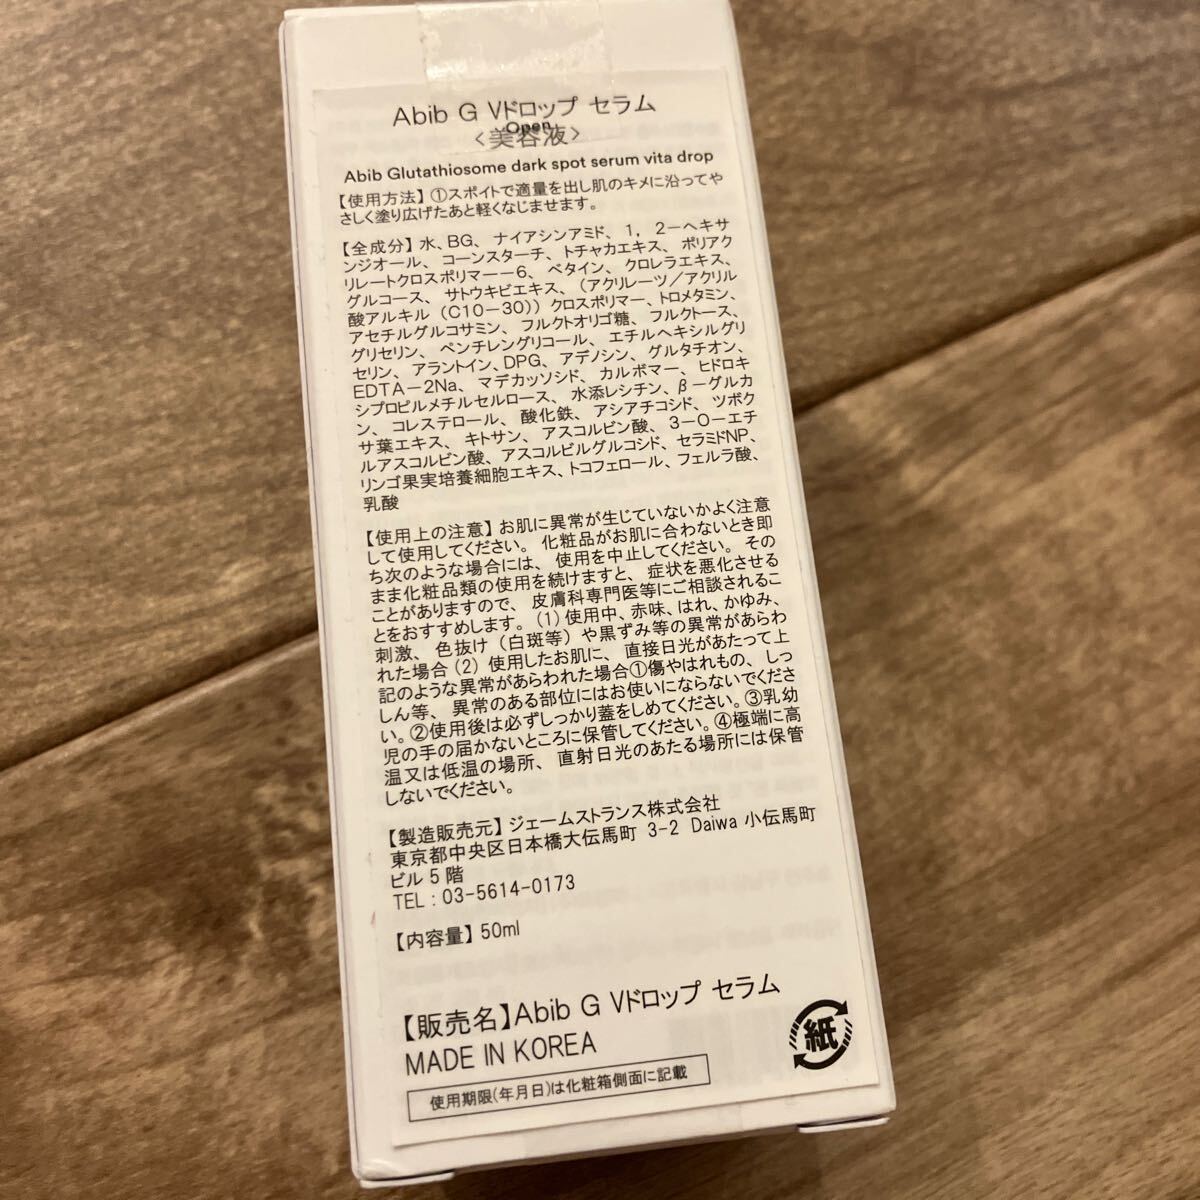 Abib G Vドロップ セラム
Open
<美容液>
Abib Glutathiosome dark spot serum vita drop
【使用方法】①スポイトで適量を出し肌のキメに沿ってや
さしく塗り広げたあと軽くなじませます。
【全成分】水、BG、 ナイアシンアミド、 1，2－ヘキサ
ンジオール、 コーンスターチ、 トチャカエキス、 ポリアク
リレートクロスポリマー－6、 ベタイン、 クロレラエキス、
グルコース、 サトウキビエキス、 （アクリレーツ／アクリル
酸アルキル（C10－30)) クロスポリマー、トロメタミン、
アセチルグルコサミン、 フルクトオリゴ糖、 フルクトース、
グリセリン、 ペンチレングリコール、 エチルヘキシルグリ
セリン、 アラントイン、DPG、 アデノシン、 グルタチオン、
EDTA－2Na、 マデカッソシド、 カルボマー、 ヒドロキ
シプロピルメチルセルロース、 水添レシチン、β－グルカ
ン、 コレステロール、 酸化鉄、 アシアチコシド、 ツボク
サ葉エキス、 キトサン、 アスコルビン酸、 3－O－エチ
ルアスコルビン酸、 アスコルビルグルコシド、 セラミドNP、
リンゴ果実培養細胞エキス、トコフェロール、フェルラ酸、
乳酸
【使用上の注意】お肌に異常が生じていないかよく注意
して使用してください。 化粧品がお肌に合わないとき即
ち次のような場合には、 使用を中止してください。 その
まま化粧品類の使用を続けますと、 症状を悪化させる
ことがありますので、 皮膚科専門医等にご相談されるこ
とをおすすめします。(1) 使用中、赤味、はれ、かゆみ、
刺激、 色抜け（白斑等）や黒ずみ等の異常があらわ
れた場合 (2) 使用したお肌に、 直接日光があたって上
記のような異常があらわれた場合①傷やはれもの、しっ
しん等、 異常のある部位にはお使いにならないでくださ
い。②使用後は必ずしっかり蓋をしめてください。③乳幼
児の手の届かないところに保管してください。④極端に高
温又は低温の場所、 直射日光のあたる場所には保管
しないでください。
【製造販売元】ジェームストランス株式会社
東京都中央区日本橋大伝馬町 3-2 Daiwa 小伝馬町
ビル5階
TEL : 03-5614-0173
【内容量】50ml
【販売名】Abib G Vドロップ セラム
MADE IN KOREA
紙
使用期限(年月日)は化粧箱側面に記載